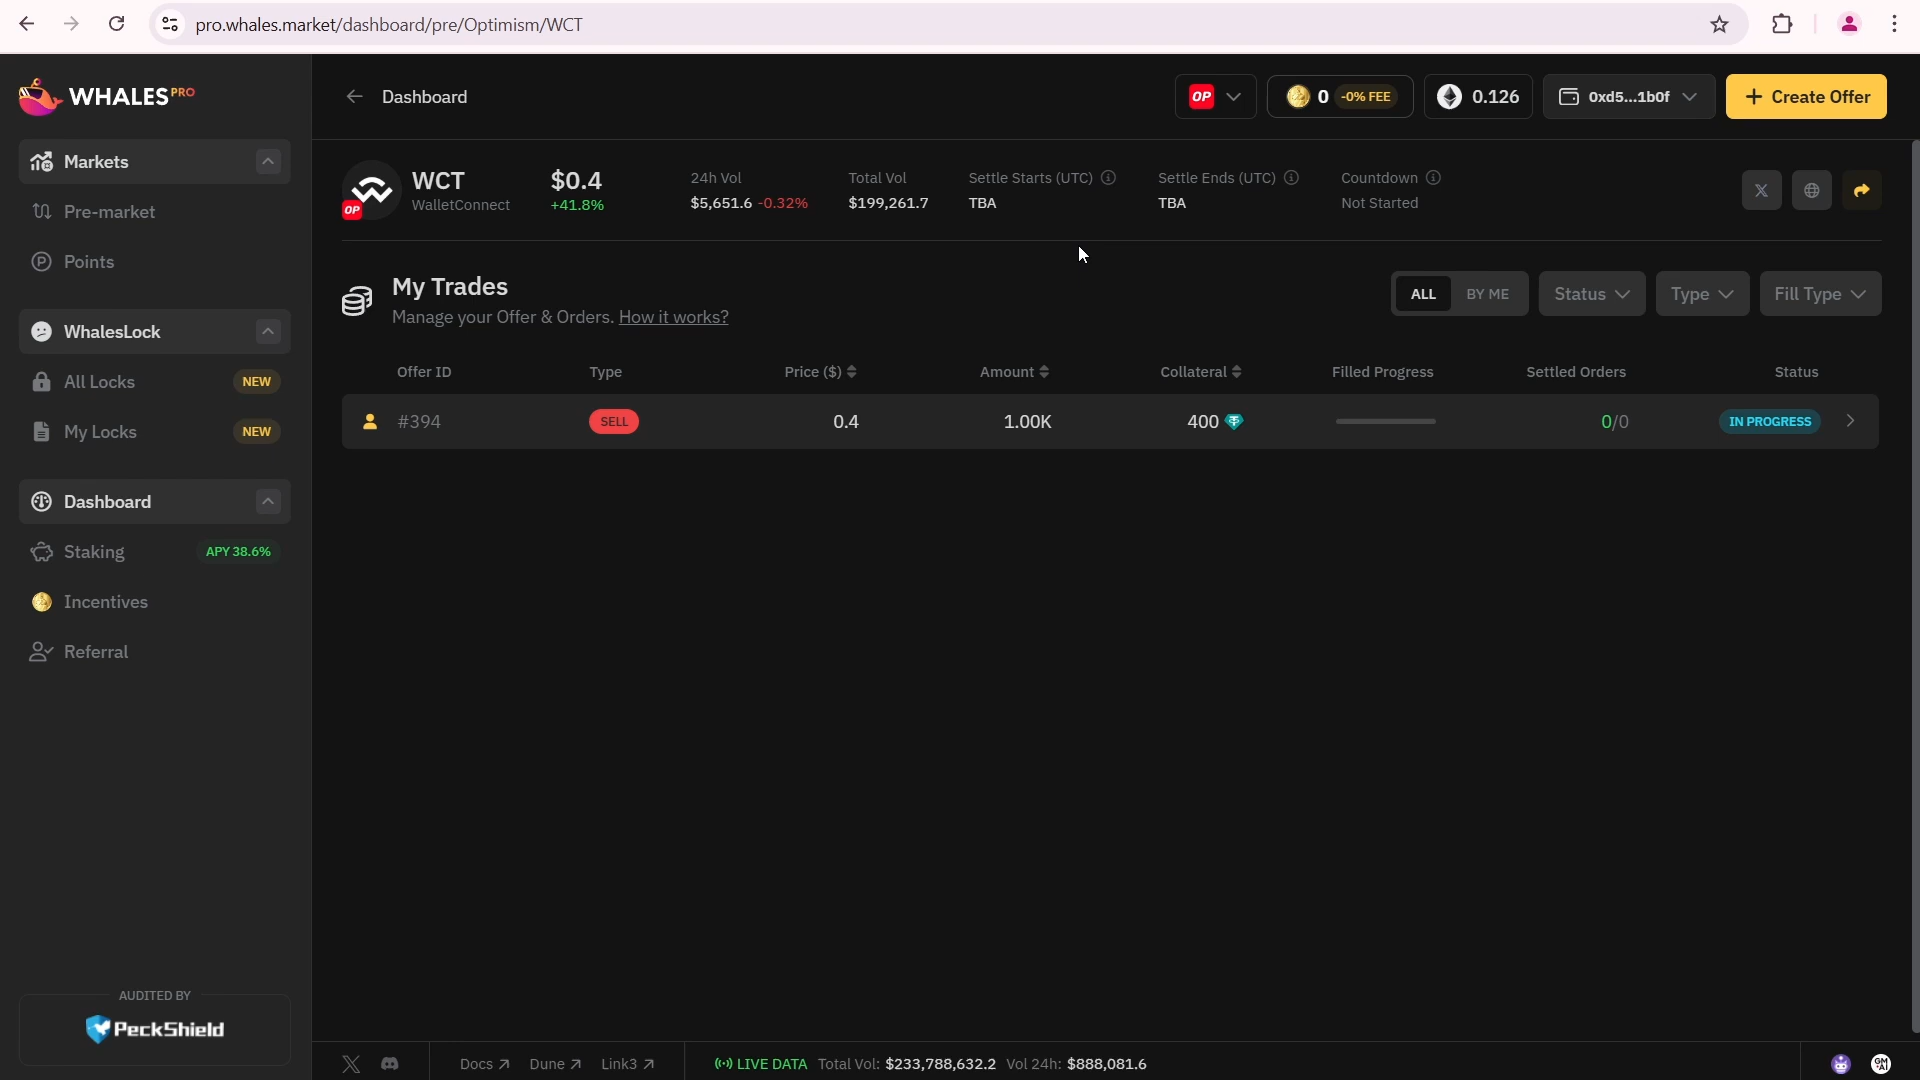 pro.whales.market/dashboard/pre/Optimism/WCT
WHALES PRO
Dashboard
OP
0 -0% FEE
0.126
0xd5...1b0f
+ Create Offer
Markets
Pre-market
Points
WhalesLock
All Locks NEW
My Locks NEW
Dashboard
Staking APY 38.6%
Incentives
Referral
AUDITED BY
PeckShield
OP
WCT
WalletConnect
$0.4
+41.8%
24h Vol
$5,651.6 -0.32%
Total Vol
$199,261.7
Settle Starts (UTC)
TBA
Settle Ends (UTC)
TBA
Countdown
Not Started
My Trades
Manage your Offer & Orders. How it works?
ALL BY ME Status Type Fill Type
Offer ID Type Price ($) Amount Collateral Filled Progress Settled Orders Status
#394 SELL 0.4 1.00K 400 0/0 IN PROGRESS
Docs Dune Link3 LIVE DATA Total Vol: $233,788,632.2 Vol 24h: $888,081.6